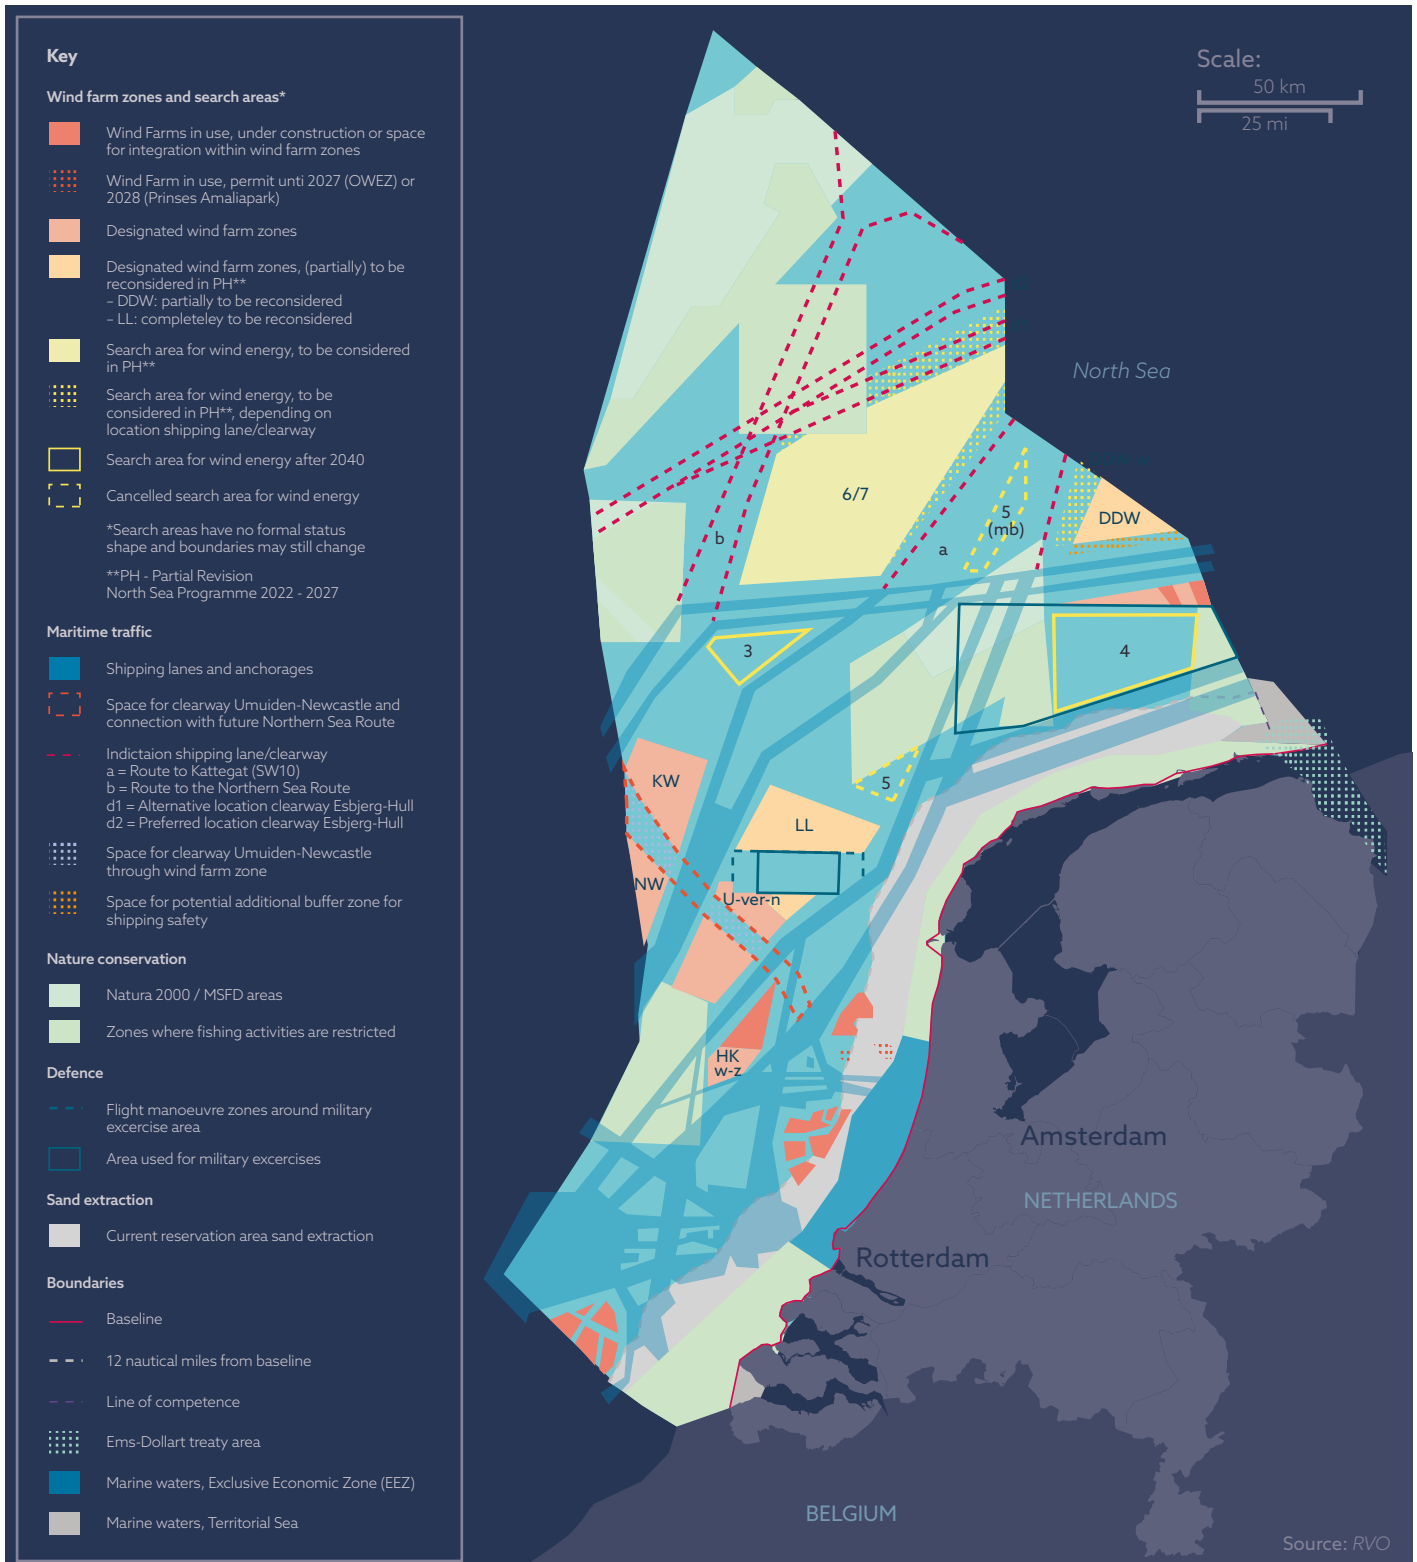 Key
Wind farm zones and search areas*
Wind Farms in use, under construction or space
for integration within wind farm zones
Wind Farm in use, permit unti 2027 (OWEZ) or
2028 (Prinses Amaliapark)
Designated wind farm zones
Designated wind farm zones, (partially) to be
reconsidered in PH**
– DDW: partially to be reconsidered
– LL: completeley to be reconsidered
Search area for wind energy, to be considered
in PH**
Search area for wind energy, to be
considered in PH**, depending on
location shipping lane/clearway
Search area for wind energy after 2040
Cancelled search area for wind energy
*Search areas have no formal status
shape and boundaries may still change
**PH - Partial Revision
North Sea Programme 2022 - 2027
Maritime traffic
Shipping lanes and anchorages
Space for clearway Umuiden-Newcastle and
connection with future Northern Sea Route
Indictaion shipping lane/clearway
a = Route to Kattegat (SW10)
b = Route to the Northern Sea Route
d1 = Alternative location clearway Esbjerg-Hull
d2 = Preferred location clearway Esbjerg-Hull
Space for clearway Umuiden-Newcastle
through wind farm zone
Space for potential additional buffer zone for
shipping safety
Nature conservation
Natura 2000 / MSFD areas
Zones where fishing activities are restricted
Defence
Flight manoeuvre zones around military
excercise area
Area used for military excercises
Sand extraction
Current reservation area sand extraction
Boundaries
Baseline
12 nautical miles from baseline
Line of competence
Ems-Dollart treaty area
Marine waters, Exclusive Economic Zone (EEZ)
Marine waters, Territorial Sea
Scale:
50 km
25 mi
North Sea
6/7
5
(mb)
DDW
b
a
3
4
KW
5
LL
NW
U-ver-n
HK
w-z
Amsterdam
NETHERLANDS
Rotterdam
BELGIUM
Source: RVO